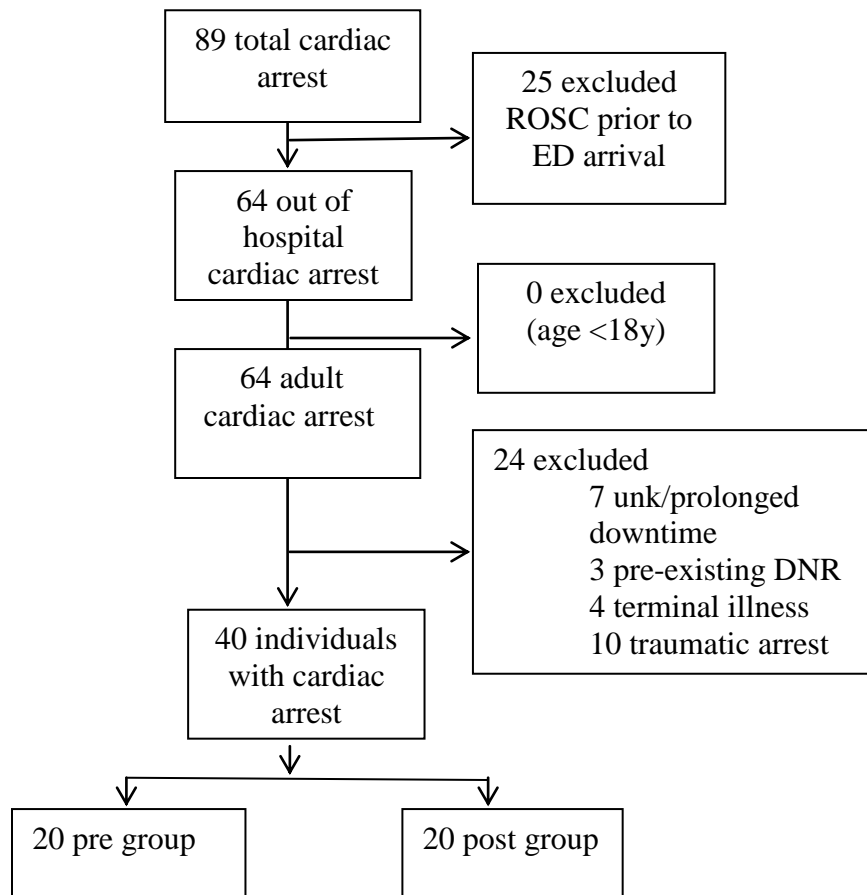 89 total cardiac
arrest
25 excluded
ROSC prior to
ED arrival
64 out of
hospital
cardiac arrest
0 excluded
(age <18y)
64 adult
cardiac arrest
24 excluded
7 unk/prolonged
downtime
3 pre-existing DNR
4 terminal illness
10 traumatic arrest
40 individuals
with cardiac
arrest
20 pre group
20 post group